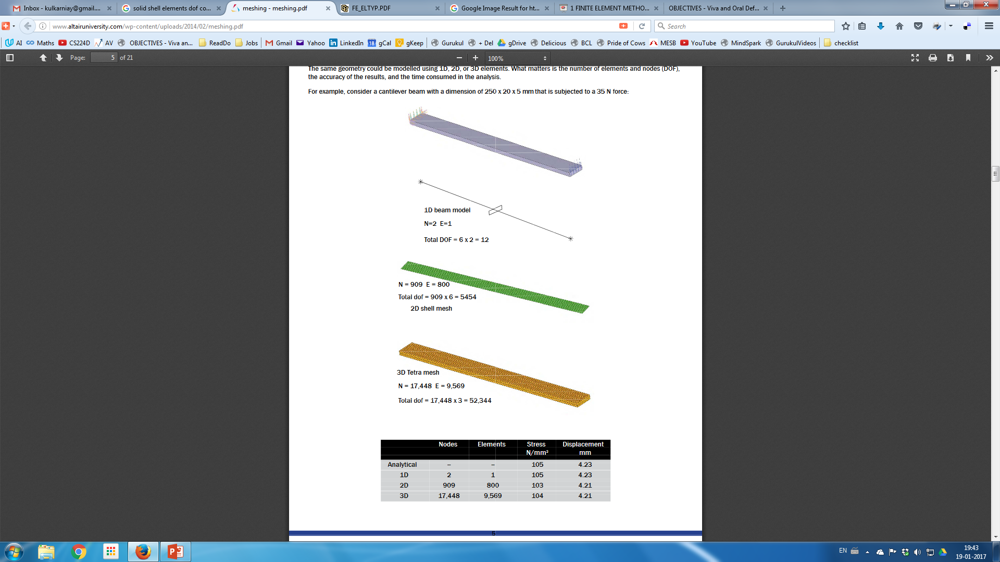 Inbox - kulkarniay@gmail....
solid shell elements dof co...
meshing - meshing.pdf
FE_ELTYP.PDF
Google Image Result for ht...
1 FINITE ELEMENT METHO...
OBJECTIVES - Viva and Oral Def...
www.altairuniversity.com/wp-content/uploads/2014/02/meshing.pdf
Search
AI Maths CS224D AV OBJECTIVES - Viva an... ReadDo Jobs Gmail Yahoo LinkedIn 18 gCal gKeep Gurukul + Del gDrive Delicious BCL Pride of Cows MESB YouTube MindSpark GurukulVideos checklist
Page: 5 of 21 100%
The same geometry could be modelled using 1D, 2D, or 3D elements. What matters is the number of elements and nodes (DOF),
the accuracy of the results, and the time consumed in the analysis.
For example, consider a cantilever beam with a dimension of 250 x 20 x 5 mm that is subjected to a 35 N force:
1D beam model
N=2 E=1
Total DOF = 6 x 2 = 12
N = 909 E = 800
Total dof = 909 x 6 = 5454
2D shell mesh
3D Tetra mesh
N = 17,448 E = 9,569
Total dof = 17,448 x 3 = 52,344
Nodes Elements Stress Displacement
N/mm² mm
Analytical – – 105 4.23
1D 2 1 105 4.23
2D 909 800 103 4.21
3D 17,448 9,569 104 4.21
5
EN
19:43
19-01-2017